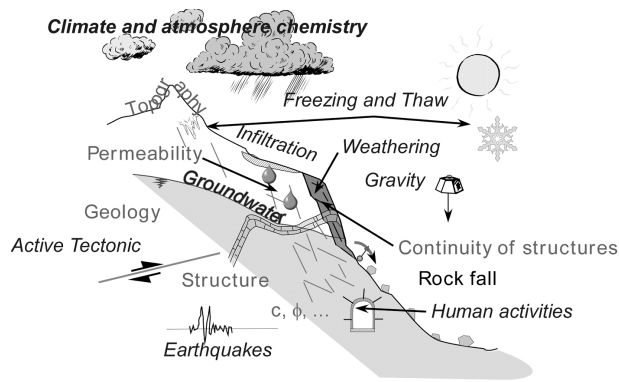 Climate and atmosphere chemistry
Topography
Freezing and Thaw
Infiltration
Weathering
Permeability
Gravity
Groundwater
Geology
Active Tectonic
Continuity of structures
Structure
Rock fall
c, ϕ, ...
Human activities
Earthquakes